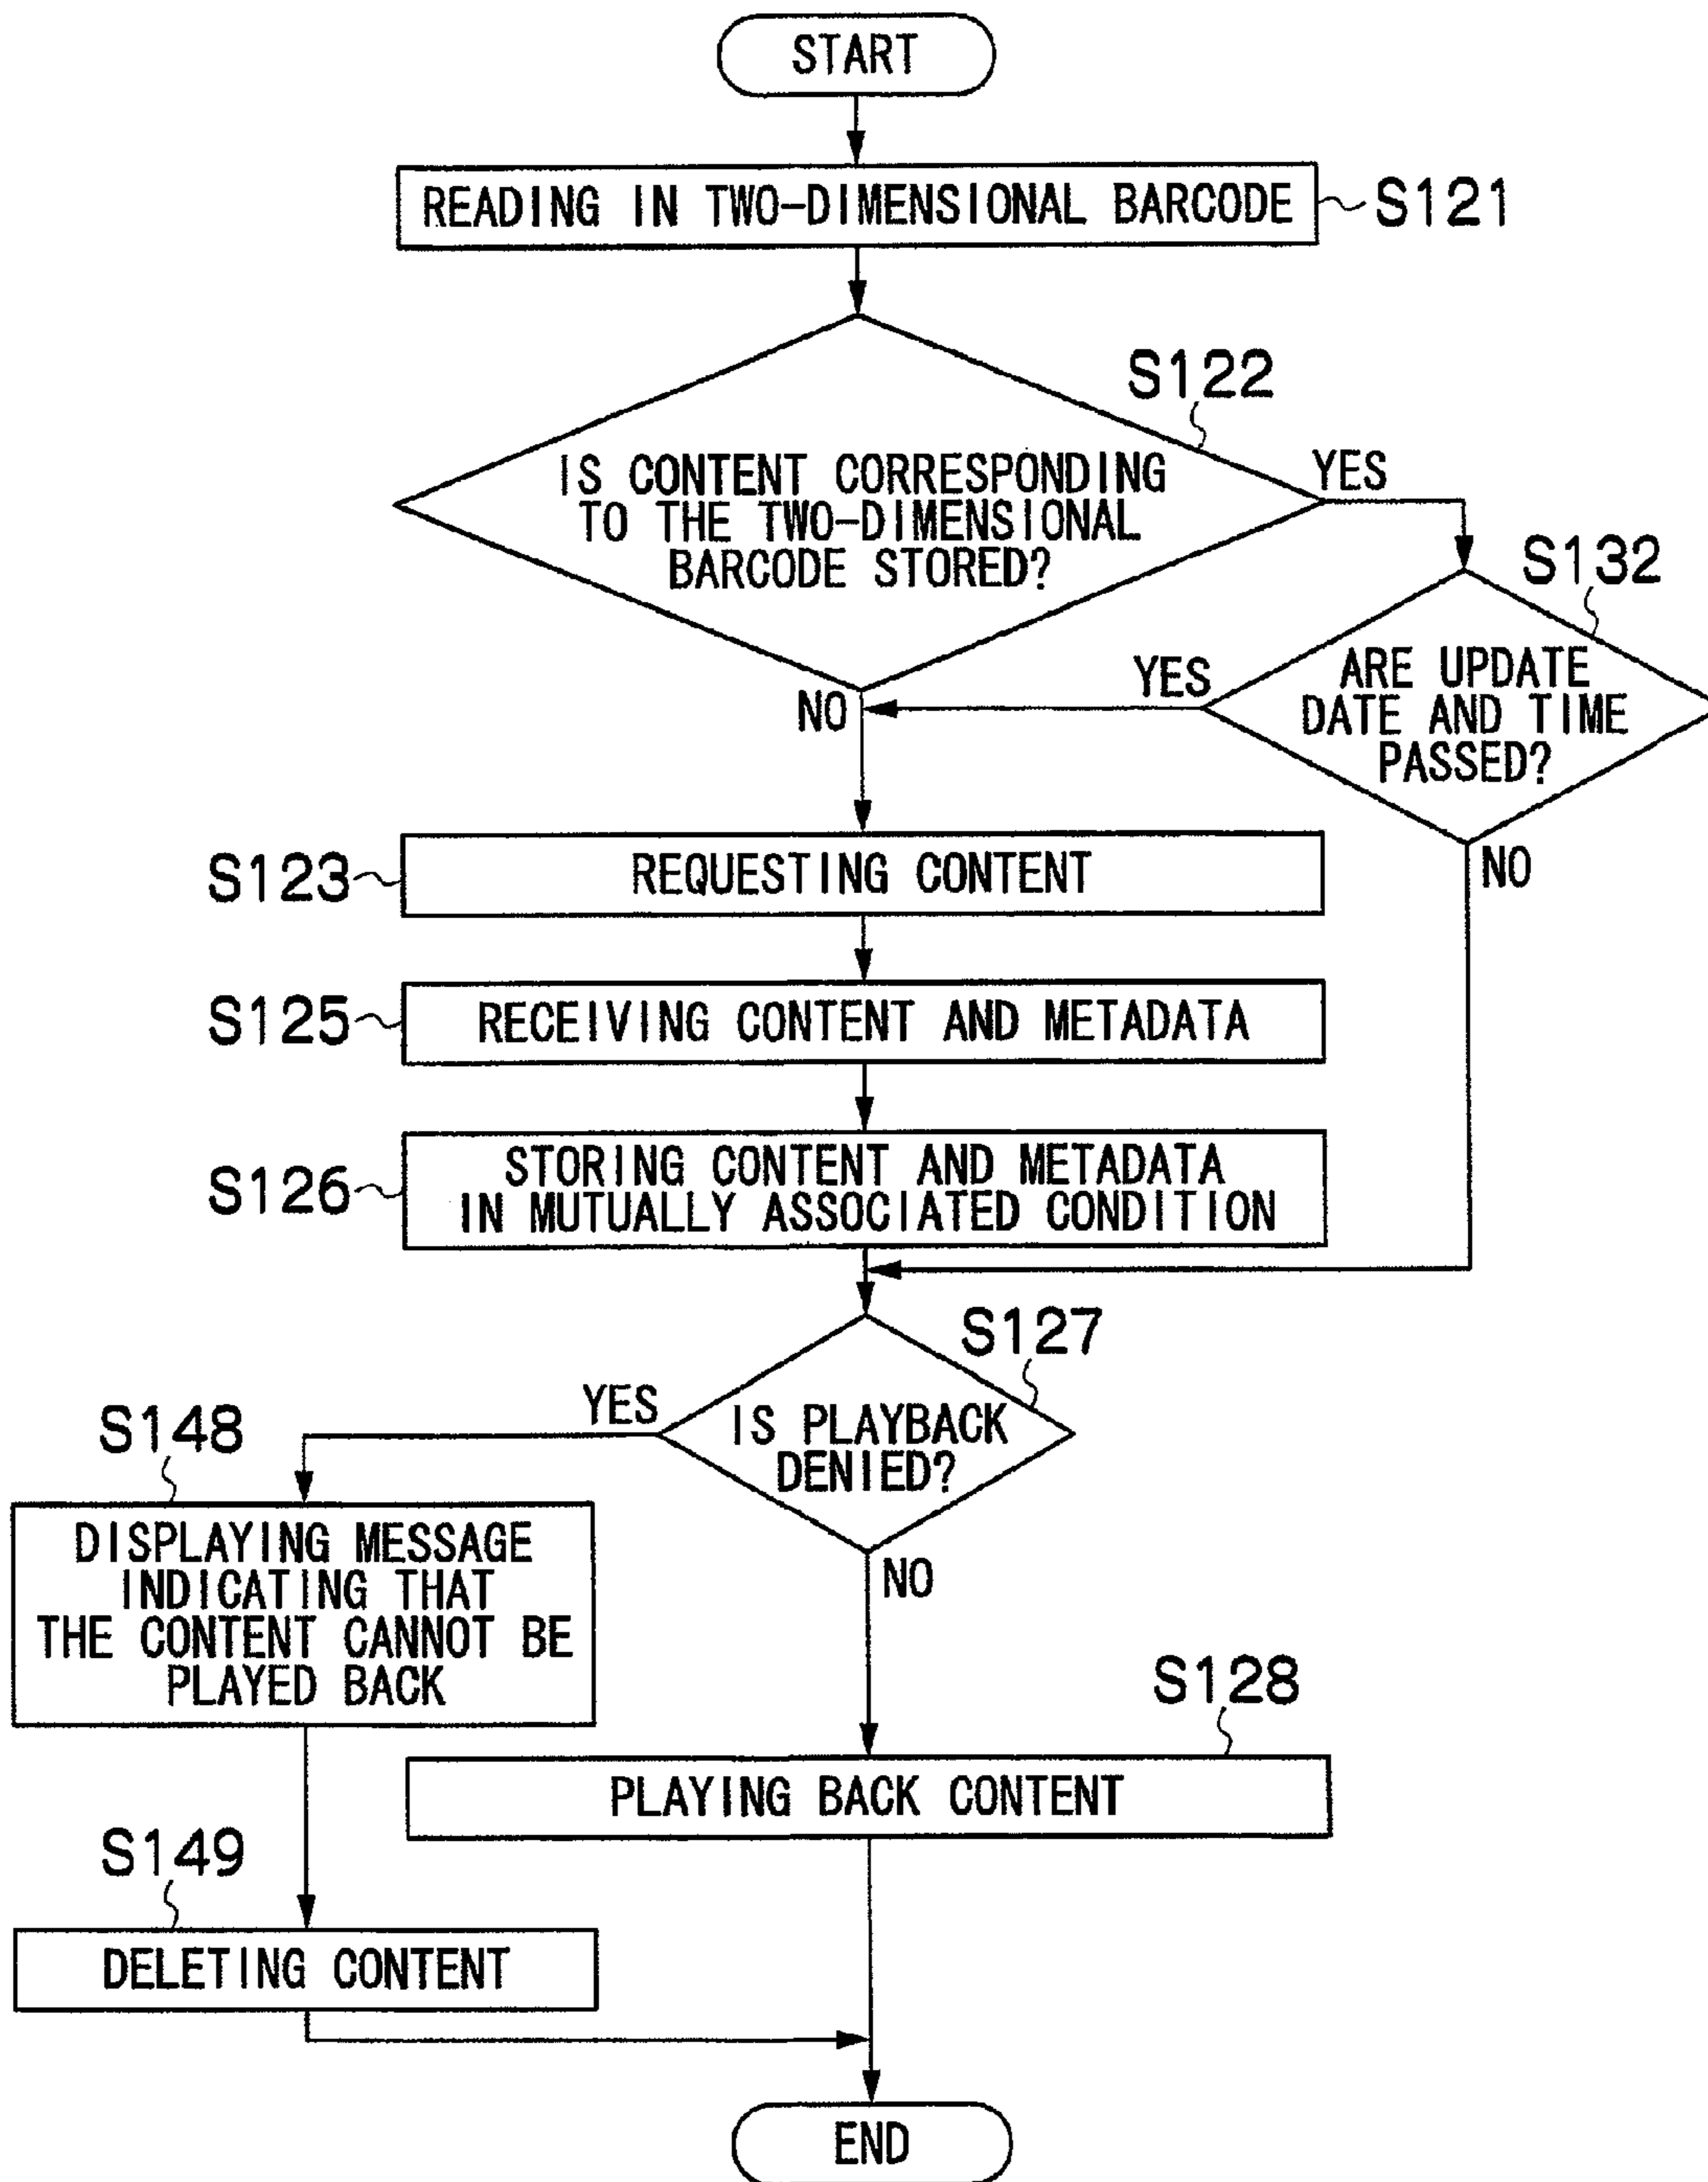 START
READING IN TWO-DIMENSIONAL BARCODE
S121
S122
IS CONTENT CORRESPONDING
TO THE TWO-DIMENSIONAL
BARCODE STORED?
YES
S132
ARE UPDATE
DATE AND TIME
PASSED?
YES
NO
NO
S123
REQUESTING CONTENT
S125
RECEIVING CONTENT AND METADATA
S126
STORING CONTENT AND METADATA
IN MUTUALLY ASSOCIATED CONDITION
S127
IS PLAYBACK
DENIED?
YES
NO
S148
DISPLAYING MESSAGE
INDICATING THAT
THE CONTENT CANNOT BE
PLAYED BACK
S128
PLAYING BACK CONTENT
S149
DELETING CONTENT
END